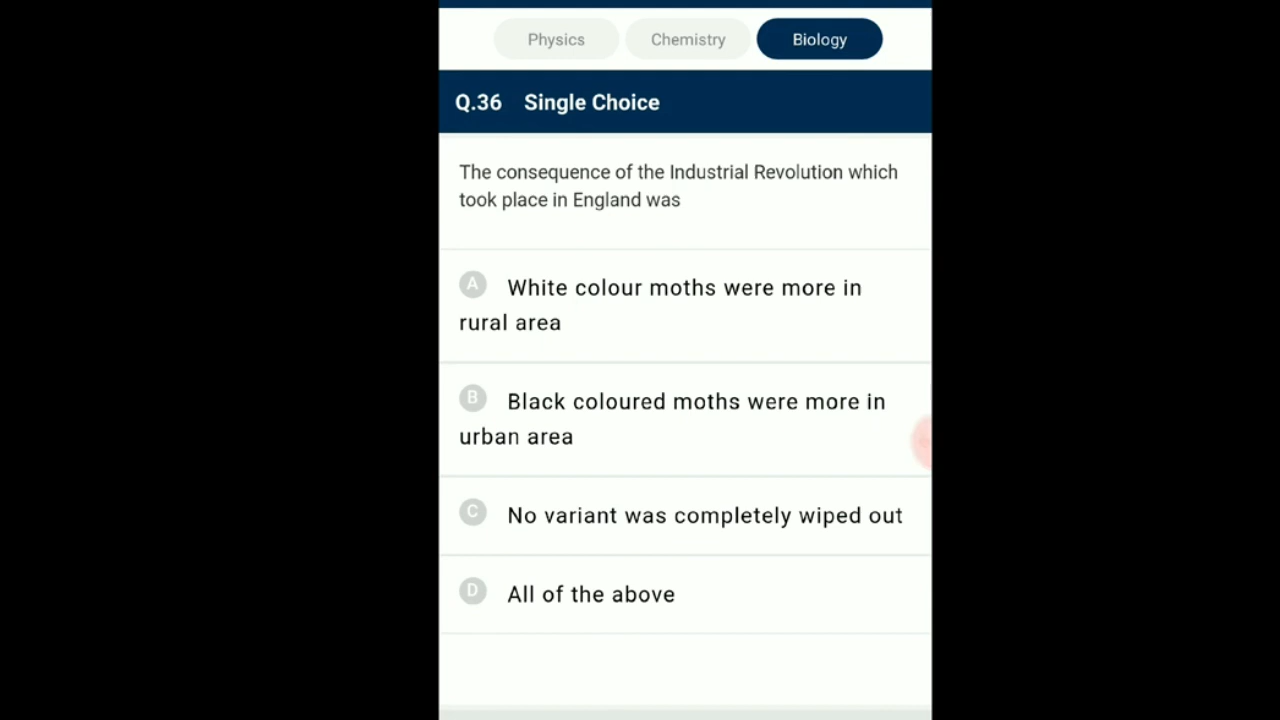 Physics Chemistry Biology
Q.36 Single Choice
The consequence of the Industrial Revolution which
took place in England was
A White colour moths were more in
rural area
B Black coloured moths were more in
urban area
C No variant was completely wiped out
D All of the above